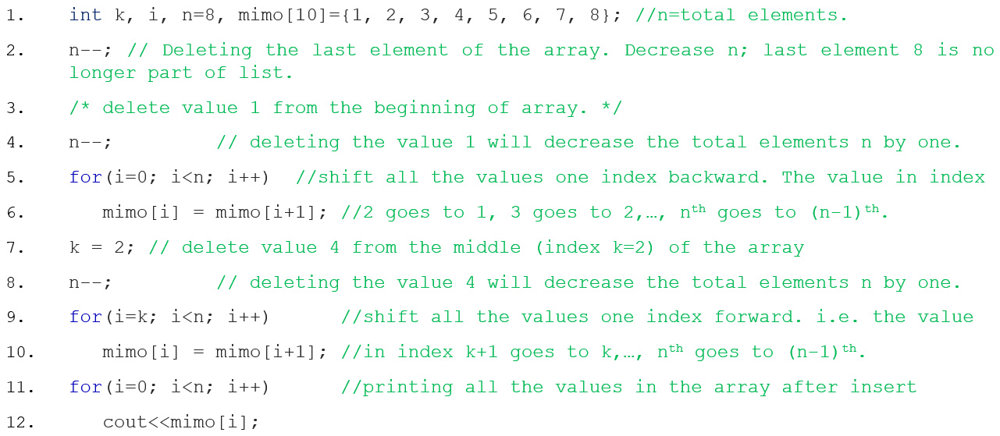 1. int k, i, n=8, mimo[10]={1, 2, 3, 4, 5, 6, 7, 8}; //n=total elements.
2. n--; // Deleting the last element of the array. Decrease n; last element 8 is no
longer part of list.
3. /* delete value 1 from the beginning of array. */
4. n--; // deleting the value 1 will decrease the total elements n by one.
5. for(i=0; i<n; i++) //shift all the values one index backward. The value in index
6. mimo[i] = mimo[i+1]; //2 goes to 1, 3 goes to 2,…, nth goes to (n-1)th.
7. k = 2; // delete value 4 from the middle (index k=2) of the array
8. n--; // deleting the value 4 will decrease the total elements n by one.
9. for(i=k; i<n; i++) //shift all the values one index forward. i.e. the value
10. mimo[i] = mimo[i+1]; //in index k+1 goes to k,…, nth goes to (n-1)th.
11. for(i=0; i<n; i++) //printing all the values in the array after insert
12. cout<<mimo[i];